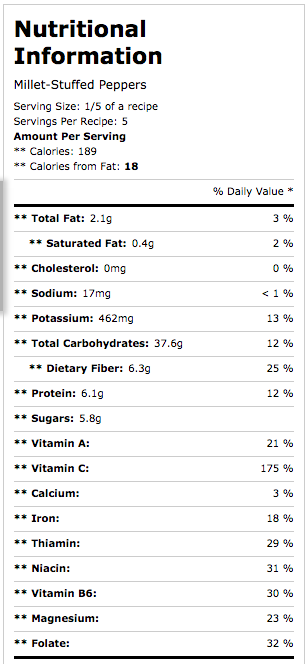 Nutritional
Information
Millet-Stuffed Peppers
Serving Size: 1/5 of a recipe
Servings Per Recipe: 5
Amount Per Serving
** Calories: 189
** Calories from Fat: 18
% Daily Value *
** Total Fat: 2.1g 3 %
** Saturated Fat: 0.4g 2 %
** Cholesterol: 0mg 0 %
** Sodium: 17mg < 1 %
** Potassium: 462mg 13 %
** Total Carbohydrates: 37.6g 12 %
** Dietary Fiber: 6.3g 25 %
** Protein: 6.1g 12 %
** Sugars: 5.8g
** Vitamin A: 21 %
** Vitamin C: 175 %
** Calcium: 3 %
** Iron: 18 %
** Thiamin: 29 %
** Niacin: 31 %
** Vitamin B6: 30 %
** Magnesium: 23 %
** Folate: 32 %